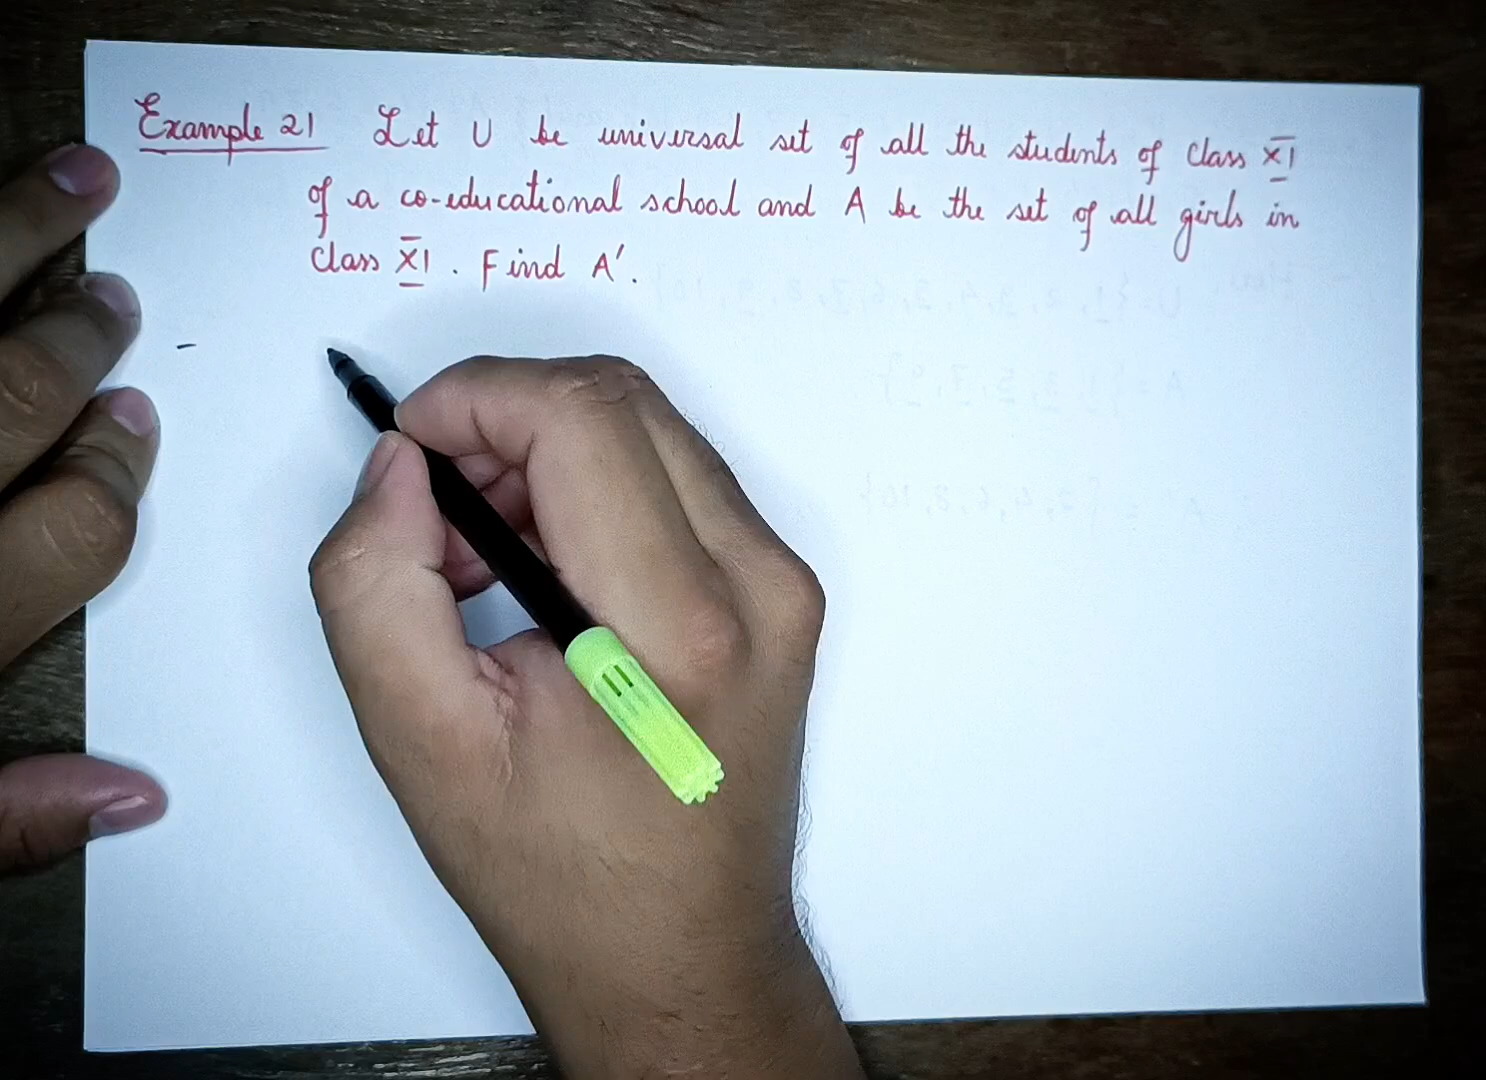 Example 21 Let U be universal set of all the students of class XI
of a co-educational school and A be the set of all girls in
class XI. Find A'.
-